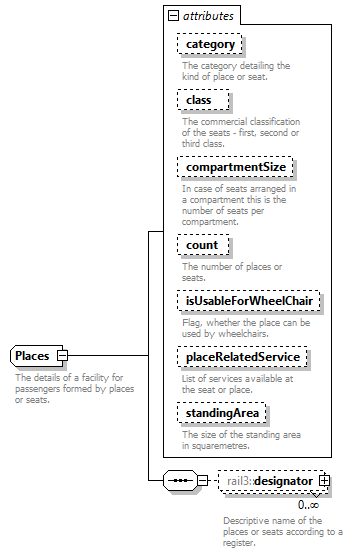 attributes
category
The category detailing the
kind of place or seat.
class
The commercial classification
of the seats - first, second or
third class.
compartmentSize
In case of seats arranged in
a compartment this is the
number of seats per
compartment.
count
The number of places or
seats.
isUsableForWheelChair
Flag, whether the place can be
used by wheelchairs.
placeRelatedService
List of services available at
the seat or place.
standingArea
The size of the standing area
in squaremetres.
Places
The details of a facility for
passengers formed by places
or seats.
rail3::designator
0..∞
Descriptive name of the
places or seats according to a
register.